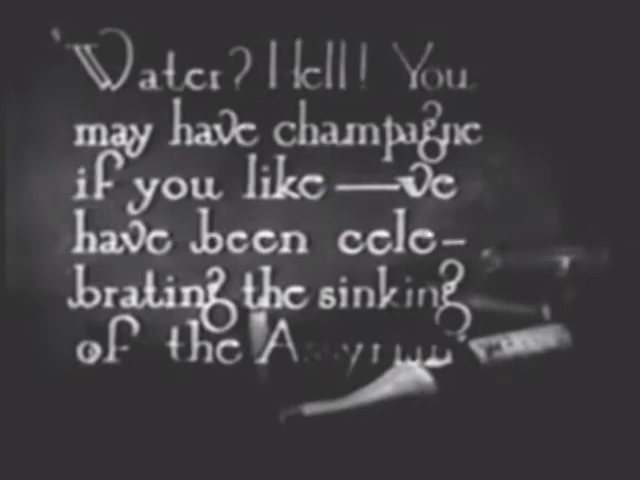 "Water? Hell! You
may have champagne
if you like — we
have been cele-
brating the sinking
of the